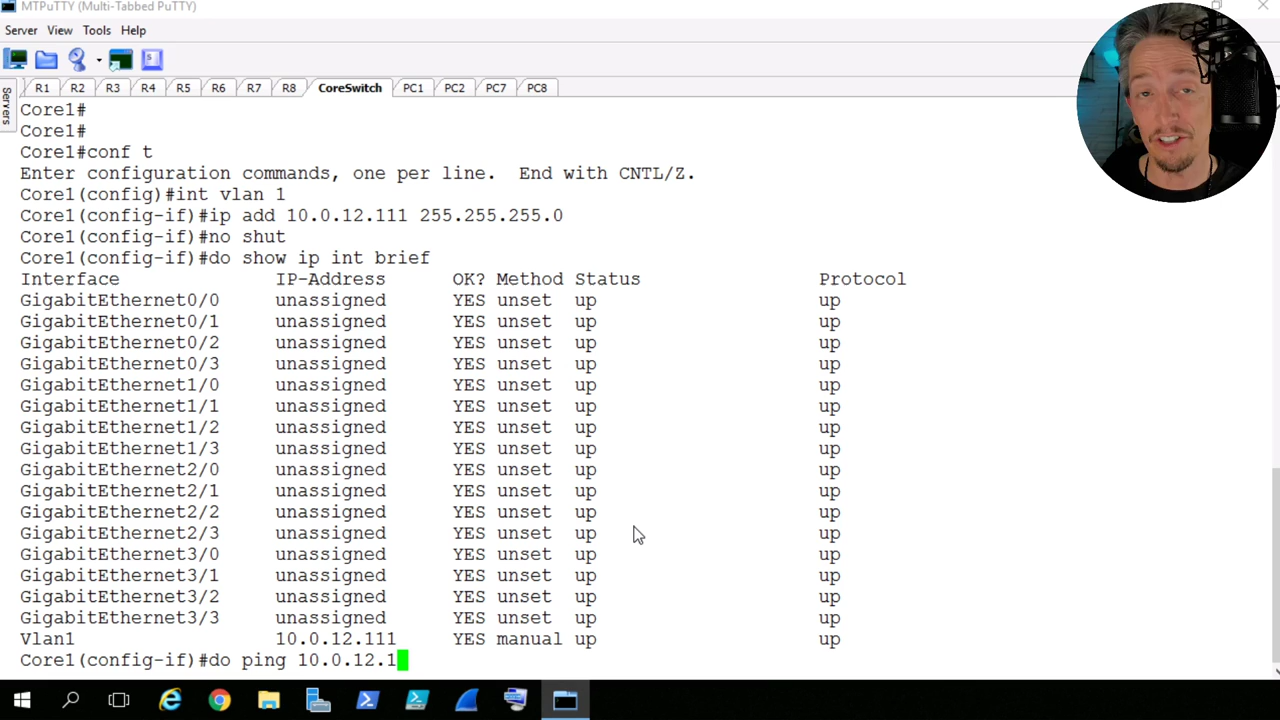 MTPuTTY (Multi-Tabbed PuTTY)
Server View Tools Help
R1 R2 R3 R4 R5 R6 R7 R8 CoreSwitch PC1 PC2 PC7 PC8
Servers
Core1#
Core1#
Core1#conf t
Enter configuration commands, one per line.  End with CNTL/Z.
Core1(config)#int vlan 1
Core1(config-if)#ip add 10.0.12.111 255.255.255.0
Core1(config-if)#no shut
Core1(config-if)#do show ip int brief
Interface IP-Address OK? Method Status Protocol
GigabitEthernet0/0 unassigned YES unset up up
GigabitEthernet0/1 unassigned YES unset up up
GigabitEthernet0/2 unassigned YES unset up up
GigabitEthernet0/3 unassigned YES unset up up
GigabitEthernet1/0 unassigned YES unset up up
GigabitEthernet1/1 unassigned YES unset up up
GigabitEthernet1/2 unassigned YES unset up up
GigabitEthernet1/3 unassigned YES unset up up
GigabitEthernet2/0 unassigned YES unset up up
GigabitEthernet2/1 unassigned YES unset up up
GigabitEthernet2/2 unassigned YES unset up up
GigabitEthernet2/3 unassigned YES unset up up
GigabitEthernet3/0 unassigned YES unset up up
GigabitEthernet3/1 unassigned YES unset up up
GigabitEthernet3/2 unassigned YES unset up up
GigabitEthernet3/3 unassigned YES unset up up
Vlan1 10.0.12.111 YES manual up up
Core1(config-if)#do ping 10.0.12.1